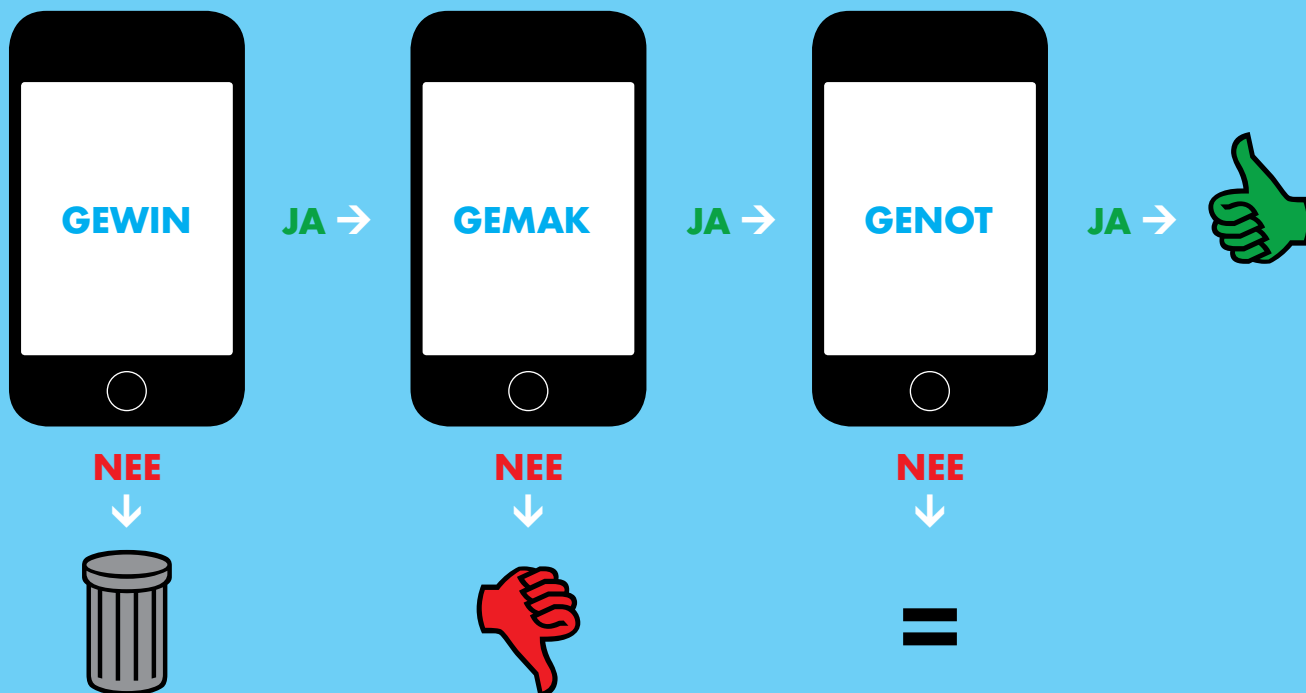 GEWIN JA → GEMAK JA → GENOT JA →
NEE NEE NEE
↓ ↓ ↓
=